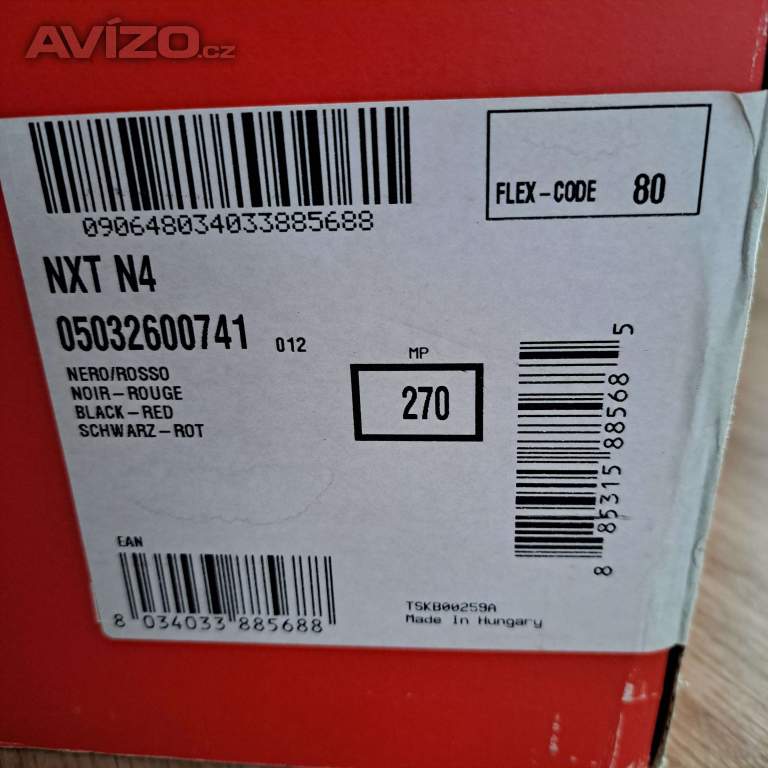 AVÍZO.cz
090648034033885688
FLEX-CODE 80
NXT N4
05032600741 012
NERO/ROSSO
NOIR-ROUGE
BLACK-RED
SCHWARZ-ROT
MP
270
8 85315 88568 5
EAN
8 034033 885688
TSKB00259A
Made In Hungary